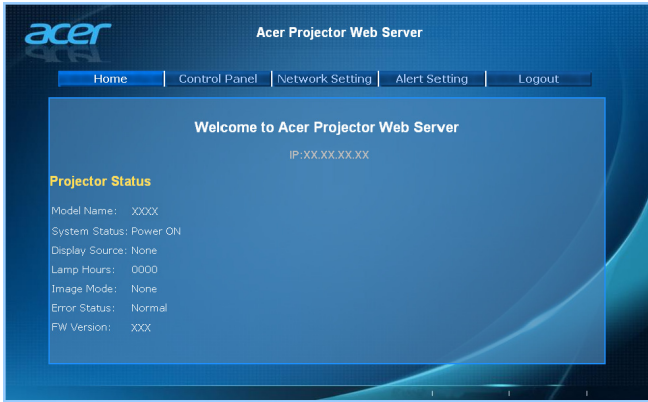 acer
Acer Projector Web Server
Home Control Panel Network Setting Alert Setting Logout
Welcome to Acer Projector Web Server
IP:XX.XX.XX.XX
Projector Status
Model Name: XXXX
System Status: Power ON
Display Source: None
Lamp Hours: 0000
Image Mode: None
Error Status: Normal
FW Version: XXX